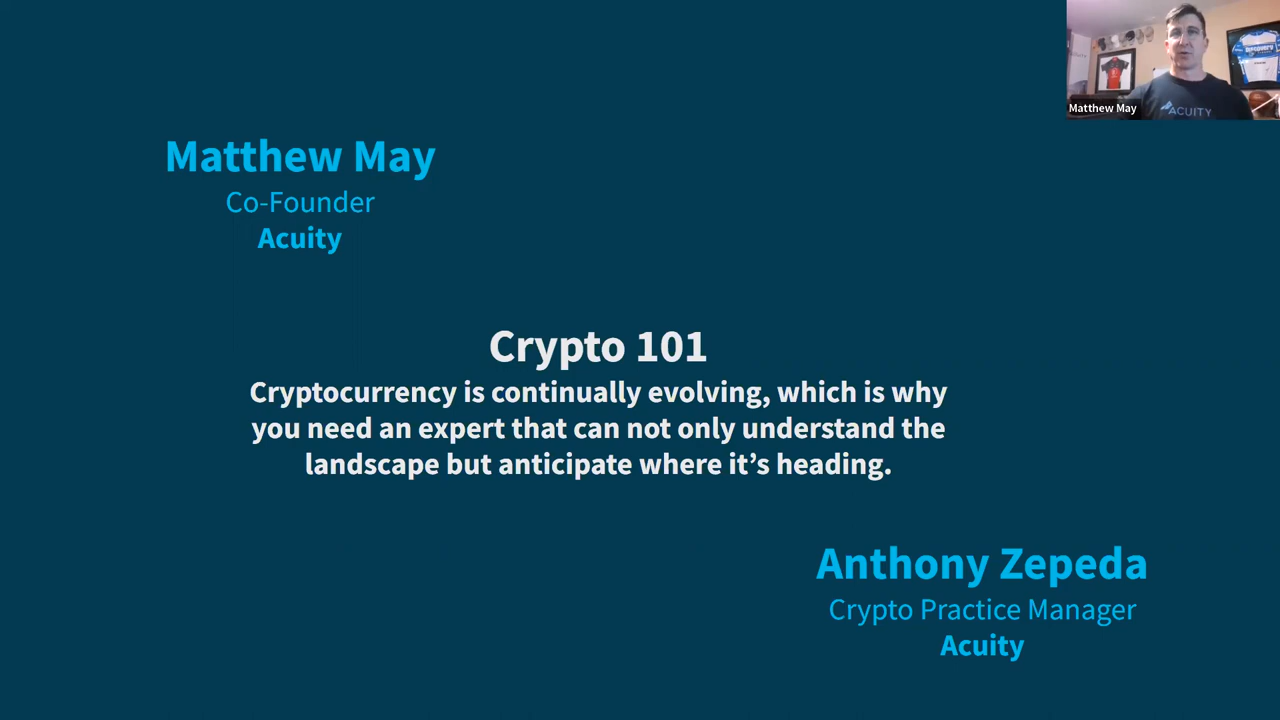 Matthew May
Co-Founder
Acuity
Matthew May
ACUITY
Crypto 101
Cryptocurrency is continually evolving, which is why
you need an expert that can not only understand the
landscape but anticipate where it's heading.
Anthony Zepeda
Crypto Practice Manager
Acuity